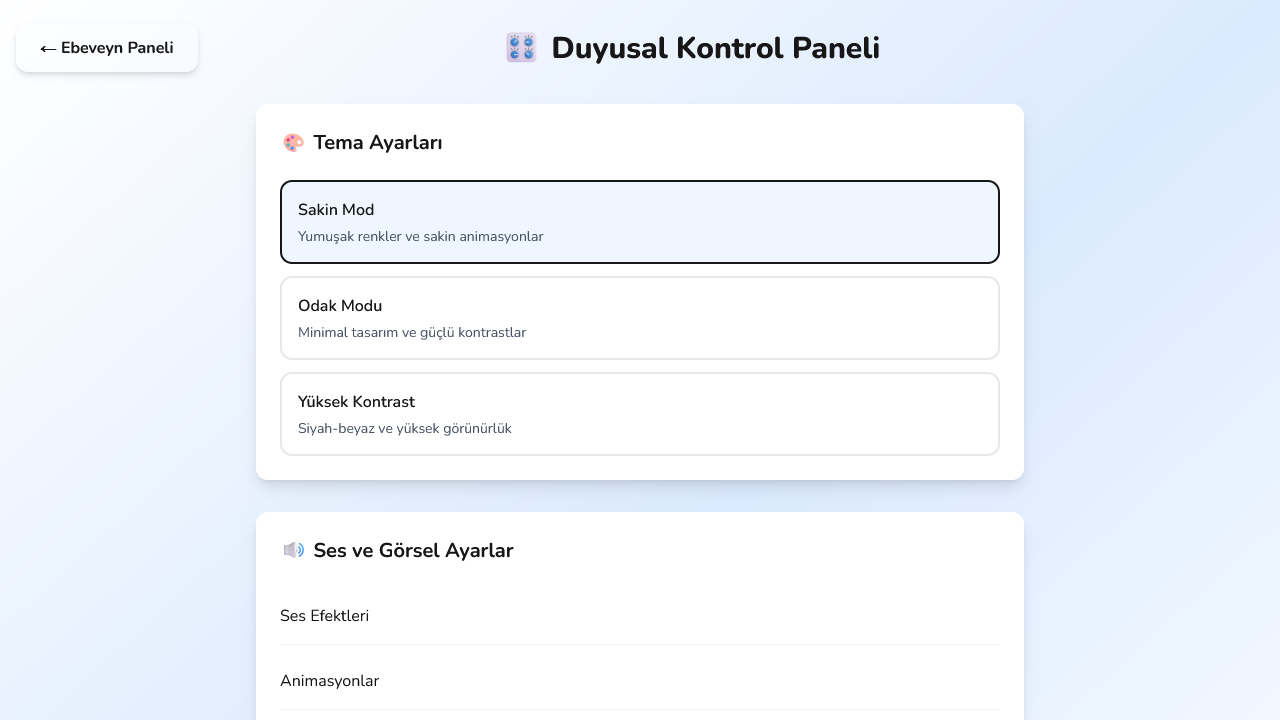 ← Ebeveyn Paneli
Duyusal Kontrol Paneli
Tema Ayarları
Sakin Mod
Yumuşak renkler ve sakin animasyonlar
Odak Modu
Minimal tasarım ve güçlü kontrastlar
Yüksek Kontrast
Siyah-beyaz ve yüksek görünürlük
Ses ve Görsel Ayarlar
Ses Efektleri
Animasyonlar